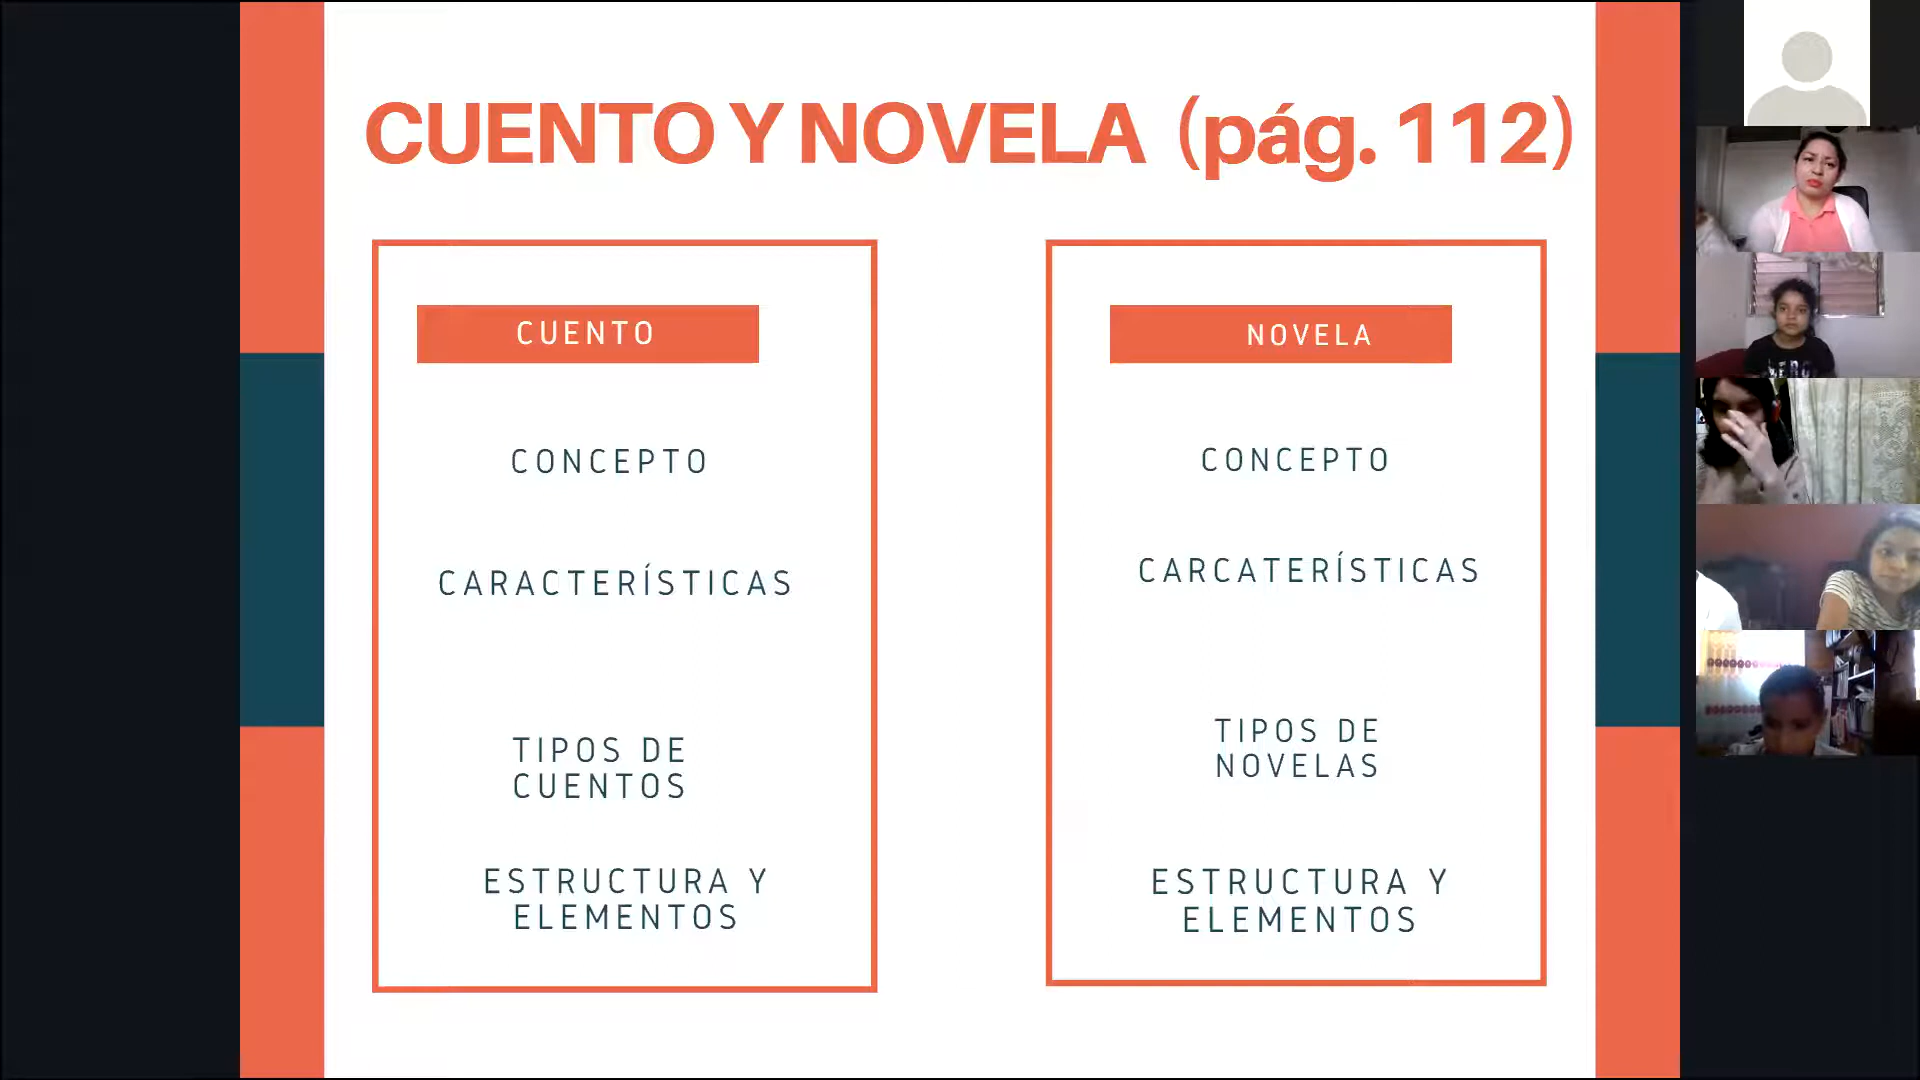 CUENTO Y NOVELA (pág. 112)
CUENTO
CONCEPTO
CARACTERÍSTICAS
TIPOS DE
CUENTOS
ESTRUCTURA Y
ELEMENTOS
NOVELA
CONCEPTO
CARCATERÍSTICAS
TIPOS DE
NOVELAS
ESTRUCTURA Y
ELEMENTOS